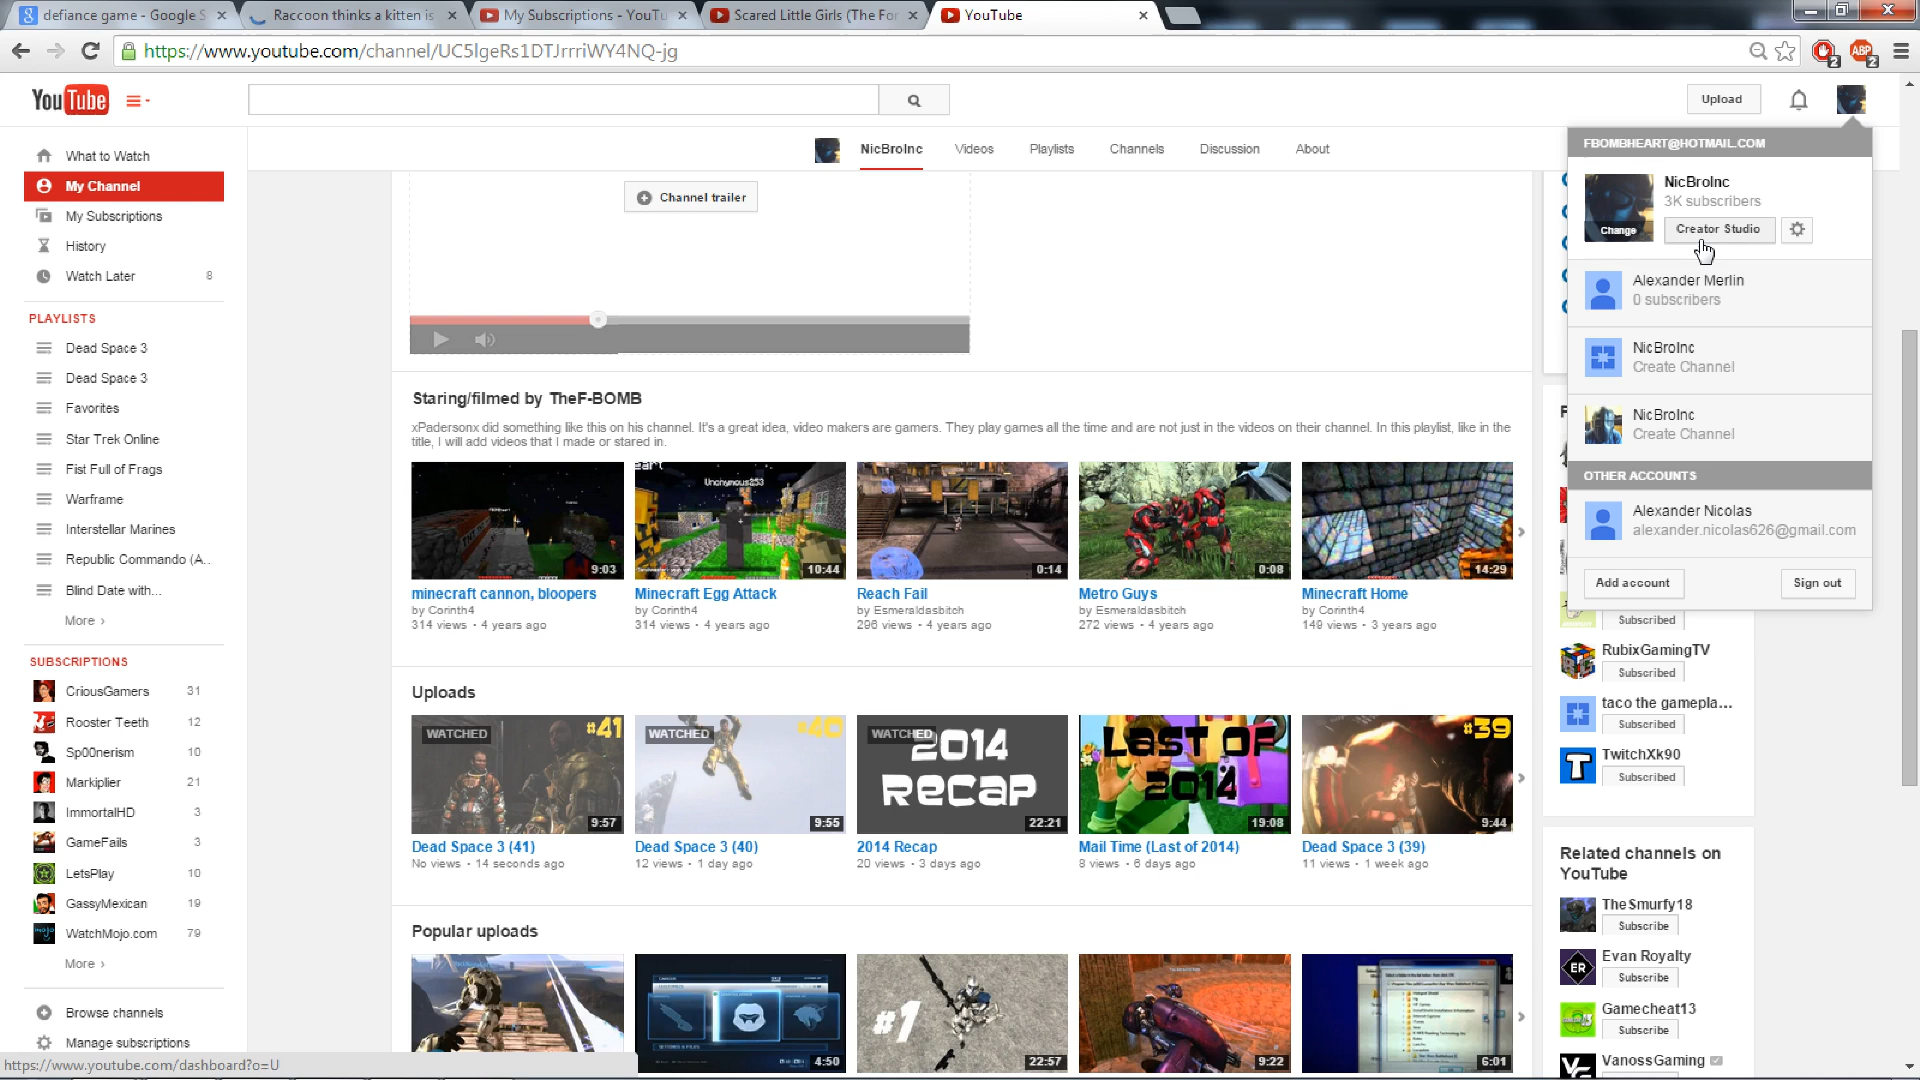 defiance game - Google S
Raccoon thinks a kitten is
My Subscriptions - YouTu
Scared Little Girls (The For
YouTube
https://www.youtube.com/channel/UC5lgeRs1DTJrrriWY4NQ-jg
ABP
2
2
YouTube
Upload
What to Watch
My Channel
My Subscriptions
History
Watch Later 8
PLAYLISTS
Dead Space 3
Dead Space 3
Favorites
Star Trek Online
Fist Full of Frags
Warframe
Interstellar Marines
Republic Commando (A..
Blind Date with...
More ›
SUBSCRIPTIONS
CriousGamers 31
Rooster Teeth 12
Sp00nerism 10
Markiplier 21
ImmortalHD 3
GameFails 3
LetsPlay 10
GassyMexican 19
WatchMojo.com 79
More ›
Browse channels
Manage subscriptions
https://www.youtube.com/dashboard?o=U
NicBroInc Videos Playlists Channels Discussion About
Channel trailer
Staring/filmed by TheF-BOMB
xPadersonx did something like this on his channel. It's a great idea, video makers are gamers. They play games all the time and are not just in the videos on their channel. In this playlist, like in the
title, I will add videos that I made or stared in.
Unohymous253
9:03
10:44
0:14
0:08
14:29
minecraft cannon, bloopers
by Corinth4
314 views • 4 years ago
Minecraft Egg Attack
by Corinth4
314 views • 4 years ago
Reach Fail
by Esmeraldasbitch
296 views • 4 years ago
Metro Guys
by Esmeraldasbitch
272 views • 4 years ago
Minecraft Home
by Corinth4
149 views • 3 years ago
Uploads
WATCHED
#41
9:57
WATCHED
#40
9:55
WATCHED
2014
RECAP
22:21
LAST OF
2014
19:08
#39
9:44
Dead Space 3 (41)
No views • 14 seconds ago
Dead Space 3 (40)
12 views • 1 day ago
2014 Recap
20 views • 3 days ago
Mail Time (Last of 2014)
8 views • 6 days ago
Dead Space 3 (39)
11 views • 1 week ago
Popular uploads
4:50
#1
22:57
9:22
6:01
FBOMBHEART@HOTMAIL.COM
NicBroInc
3K subscribers
Change
Creator Studio
Alexander Merlin
0 subscribers
NicBroInc
Create Channel
NicBroInc
Create Channel
OTHER ACCOUNTS
Alexander Nicolas
alexander.nicolas626@gmail.com
Add account
Sign out
Subscribed
RubixGamingTV
Subscribed
taco the gamepla...
Subscribed
TwitchXk90
Subscribed
Related channels on
YouTube
TheSmurfy18
Subscribe
ER
Evan Royalty
Subscribe
Gamecheat13
Subscribe
VanossGaming